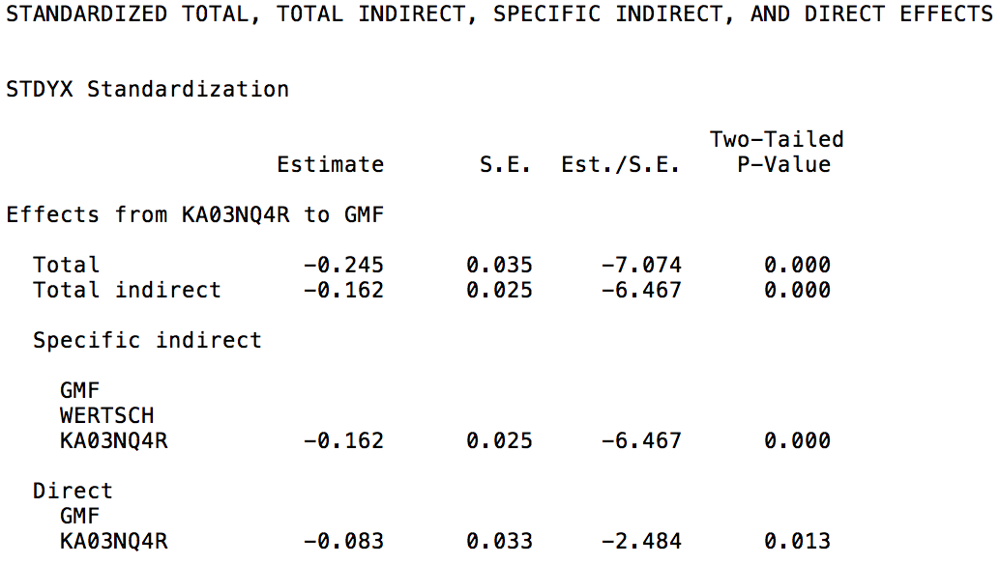 STANDARDIZED TOTAL, TOTAL INDIRECT, SPECIFIC INDIRECT, AND DIRECT EFFECTS
STDYX Standardization
Two-Tailed
Estimate S.E. Est./S.E. P-Value
Effects from KA03NQ4R to GMF
Total -0.245 0.035 -7.074 0.000
Total indirect -0.162 0.025 -6.467 0.000
Specific indirect
GMF
WERTSCH
KA03NQ4R -0.162 0.025 -6.467 0.000
Direct
GMF
KA03NQ4R -0.083 0.033 -2.484 0.013